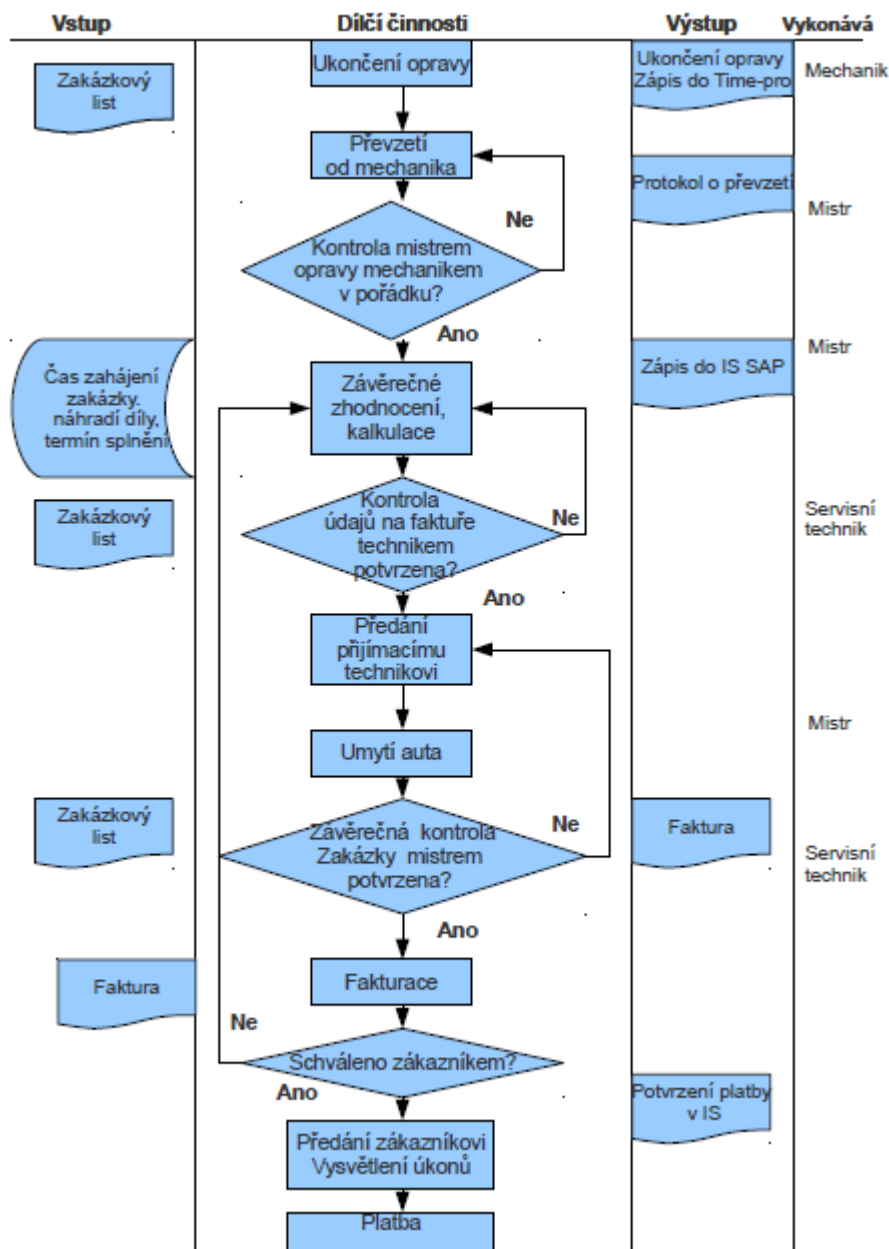 Vstup
Dílčí činnosti
Výstup
Vykonává
Zakázkový
list
Ukončení opravy
Ukončení opravy
Zápis do Time-pro
Mechanik
Převzetí
od mechanika
Protokol o převzetí
Mistr
Ne
Kontrola mistrem
opravy mechanikem
v pořádku?
Ano
Mistr
Čas zahájení
zakázky.
náhradí díly,
termín splnění
Závěrečné
zhodnocení,
kalkulace
Zápis do IS SAP
Zakázkový
list
Kontrola
údajů na faktuře
technikem
potvrzena?
Ne
Servisní
technik
Ano
Předání
přijímacímu
technikovi
Mistr
Umytí auta
Zakázkový
list
Závěrečná kontrola
Zakázky mistrem
potvrzena?
Ne
Faktura
Servisní
technik
Ano
Faktura
Fakturace
Ne
Schváleno zákazníkem?
Ano
Potvrzení platby
v IS
Předání zákazníkovi
Vysvětlení úkonů
Platba